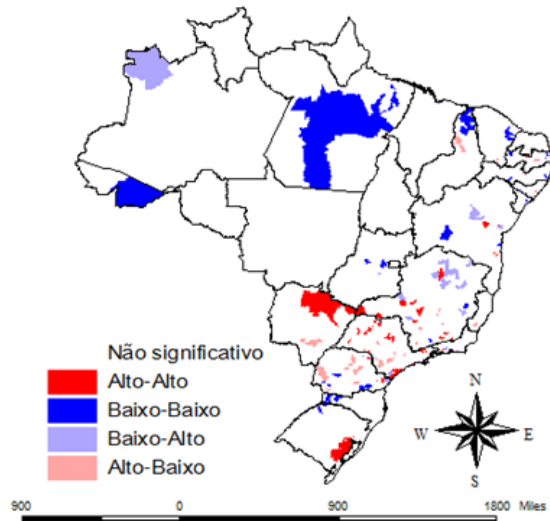 Não significativo
Alto-Alto
Baixo-Baixo
Baixo-Alto
Alto-Baixo
N
W E
S
900 0 900 1800 Miles